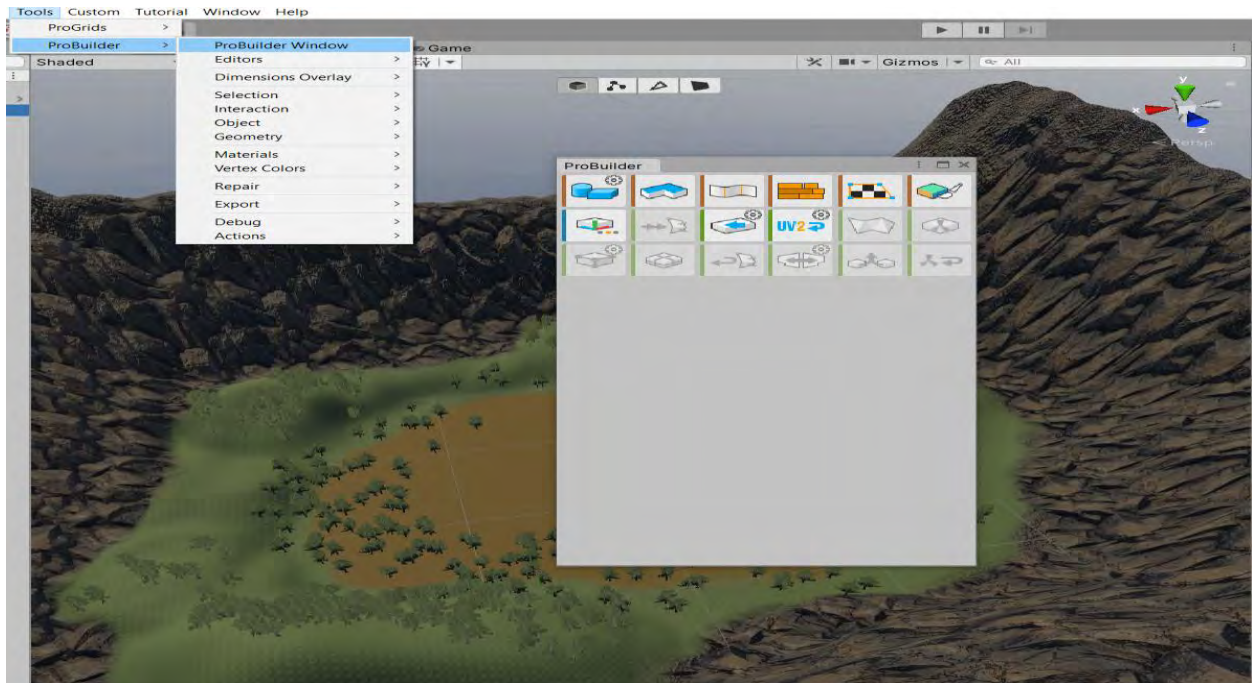 Tools Custom Tutorial Window Help
ProGrids >
ProBuilder > ProBuilder Window
Game
Shaded
Gizmos
All
Editors >
Dimensions Overlay >
Selection >
Interaction >
Object >
Geometry >
Materials >
Vertex Colors >
Repair >
Export >
Debug >
Actions >
y
x
z
< Persp
ProBuilder
UV2